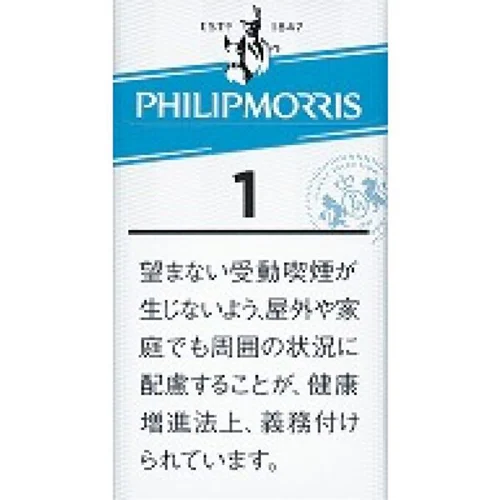 ESTD 1847
PHILIP MORRIS
1
望まない受動喫煙が
生じないよう、屋外や家
庭でも周囲の状況に
配慮することが、健康
増進法上、義務付け
られています。